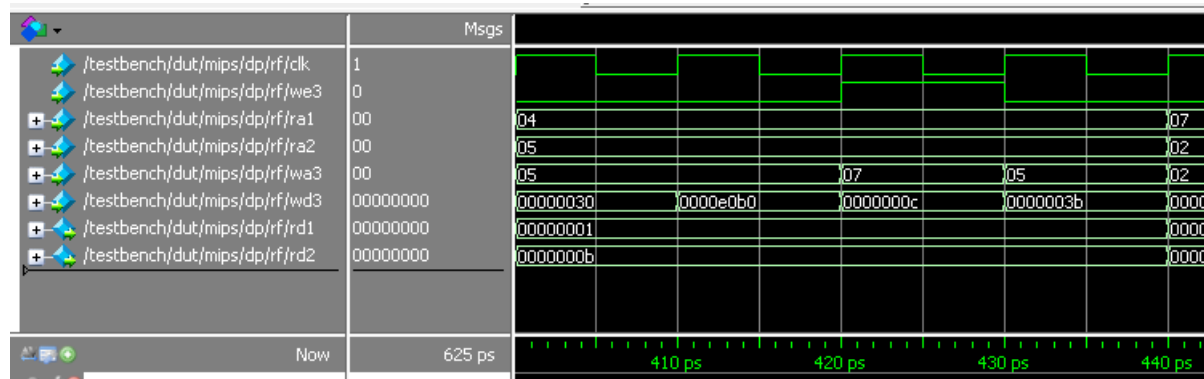 Msgs
/testbench/dut/mips/dp/rf/clk 1
/testbench/dut/mips/dp/rf/we3 0
/testbench/dut/mips/dp/rf/ra1 00 04 07
/testbench/dut/mips/dp/rf/ra2 00 05 02
/testbench/dut/mips/dp/rf/wa3 00 05 07 05 02
/testbench/dut/mips/dp/rf/wd3 00000000 00000030 0000e0b0 0000000c 0000003b 0000
/testbench/dut/mips/dp/rf/rd1 00000000 00000001 0000
/testbench/dut/mips/dp/rf/rd2 00000000 0000000b 0000
Now 625 ps 410 ps 420 ps 430 ps 440 ps